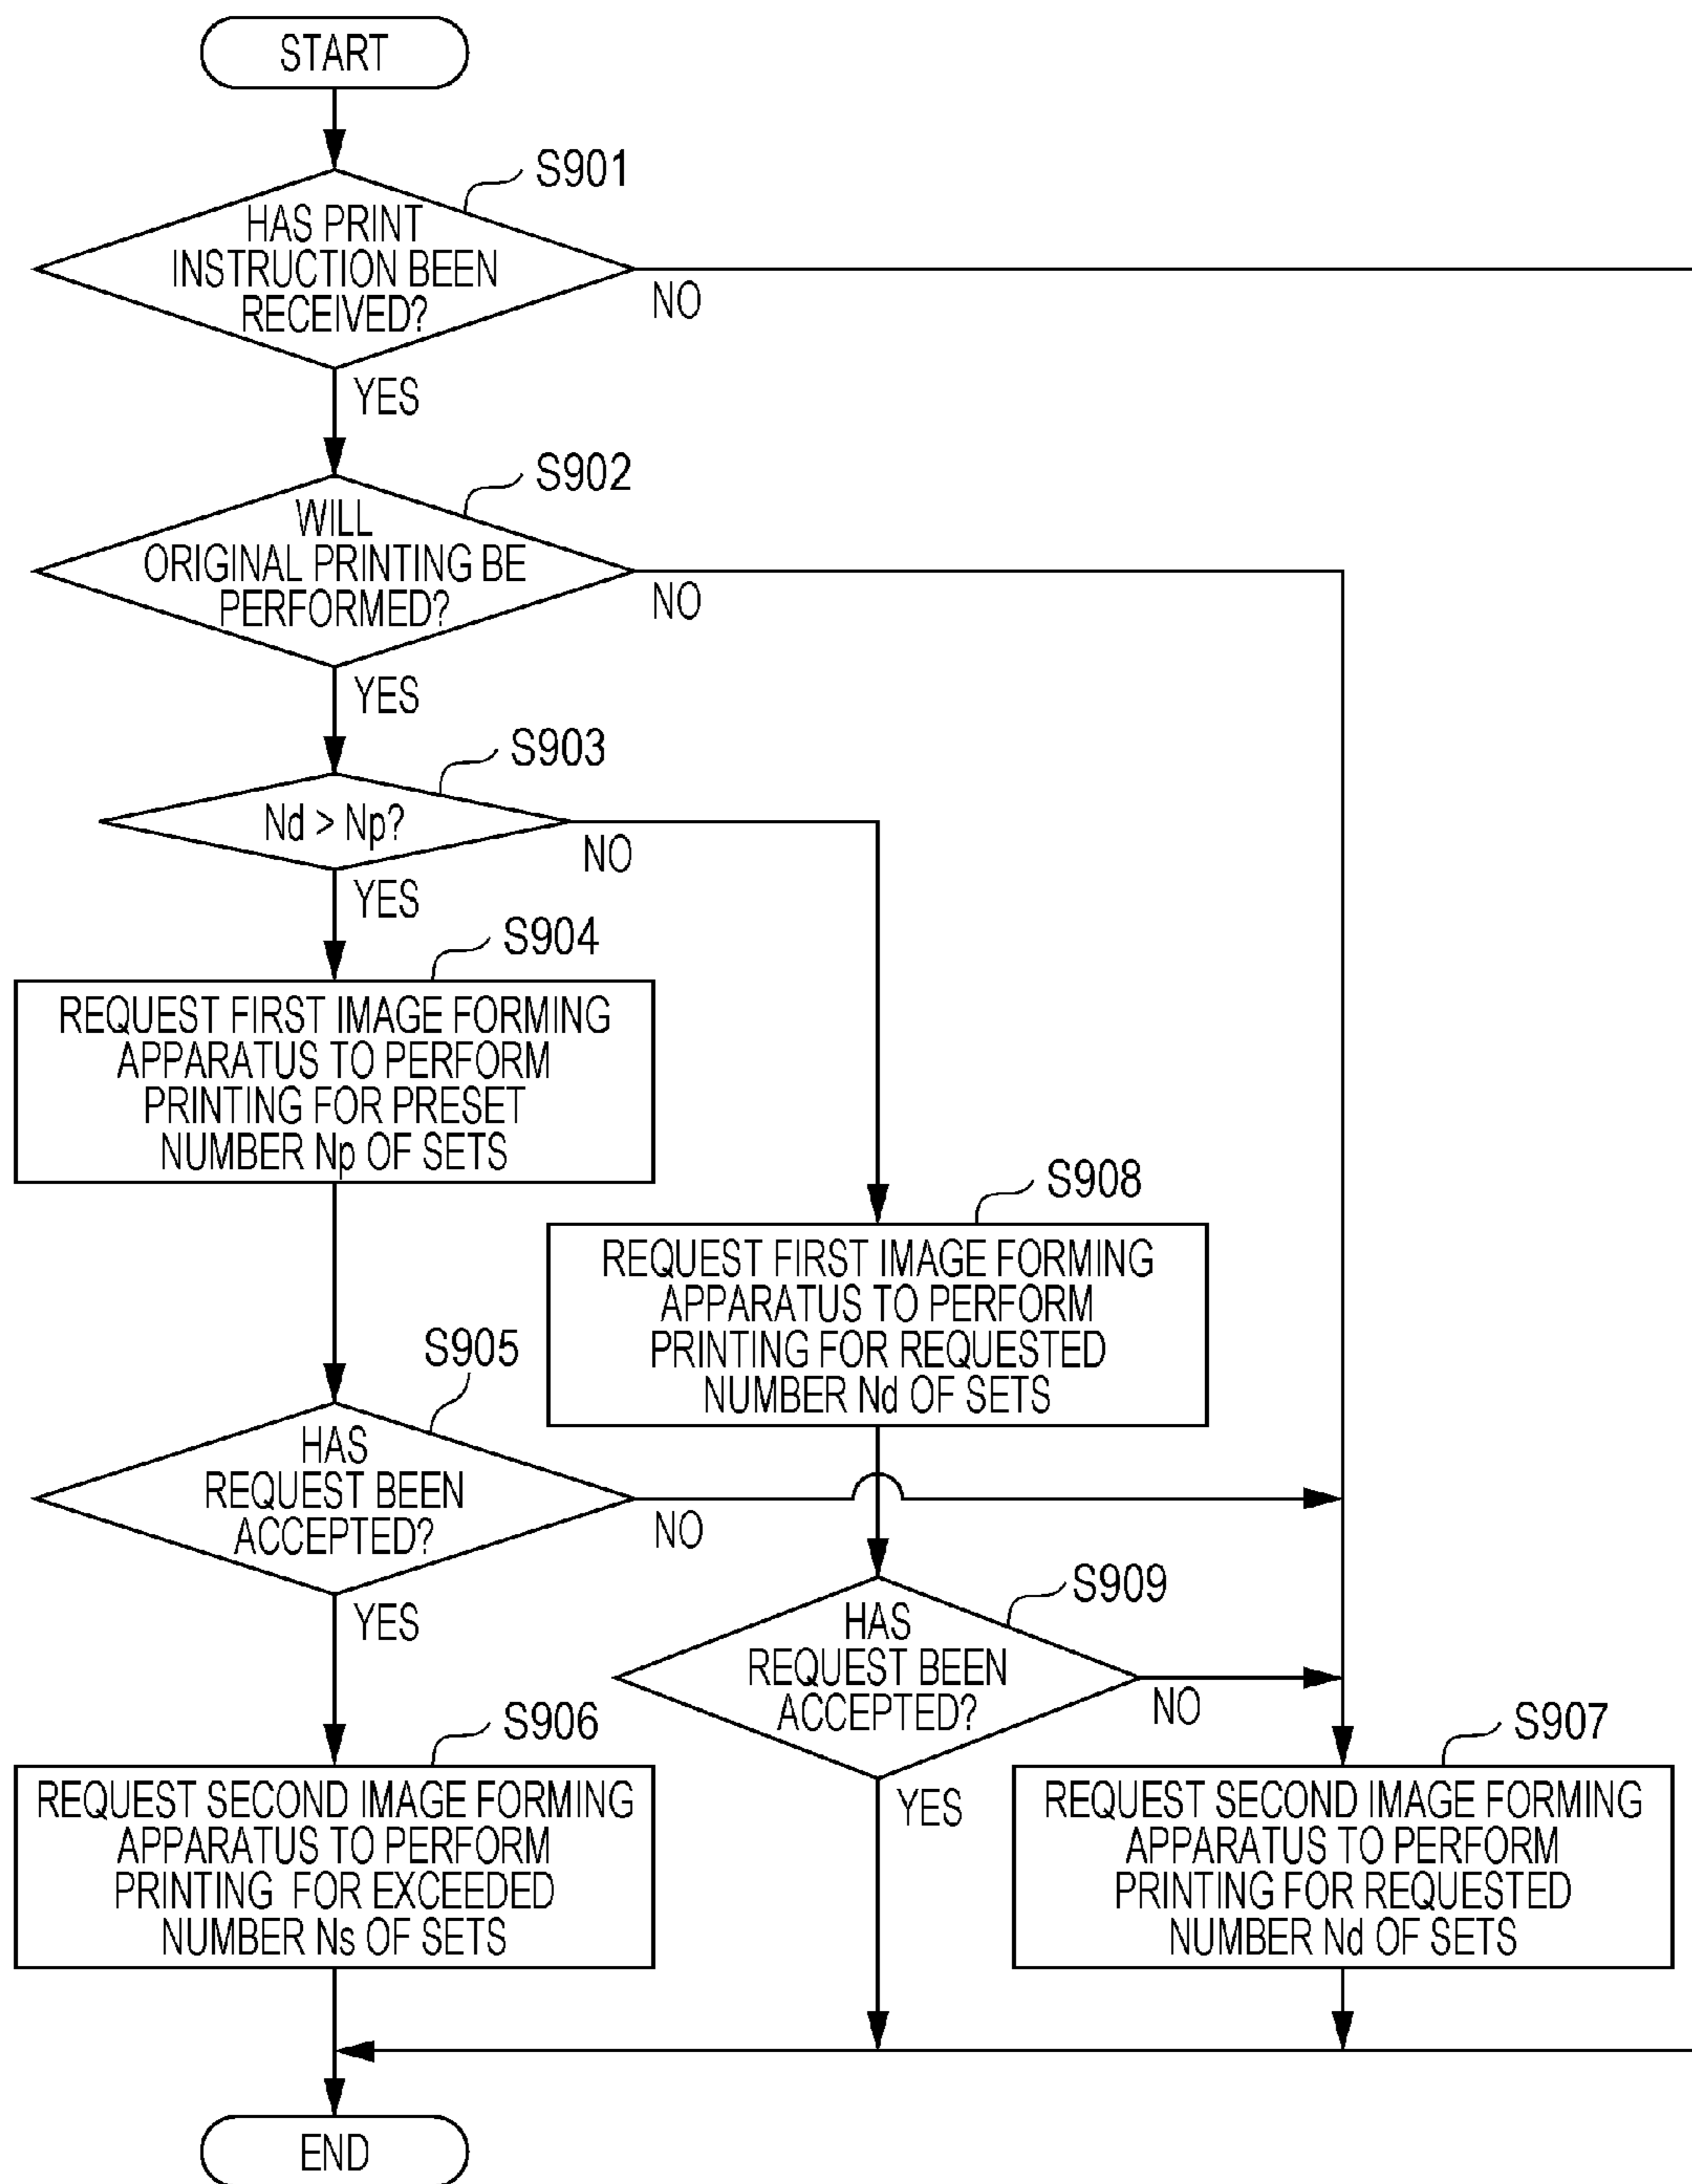 START
S901
HAS PRINT
INSTRUCTION BEEN
RECEIVED?
NO
YES
S902
WILL
ORIGINAL PRINTING BE
PERFORMED?
NO
YES
S903
Nd > Np?
NO
YES
S904
REQUEST FIRST IMAGE FORMING
APPARATUS TO PERFORM
PRINTING FOR PRESET
NUMBER Np OF SETS
S908
REQUEST FIRST IMAGE FORMING
APPARATUS TO PERFORM
PRINTING FOR REQUESTED
NUMBER Nd OF SETS
S905
HAS
REQUEST BEEN
ACCEPTED?
NO
YES
S909
HAS
REQUEST BEEN
ACCEPTED?
NO
YES
S906
REQUEST SECOND IMAGE FORMING
APPARATUS TO PERFORM
PRINTING FOR EXCEEDED
NUMBER Ns OF SETS
S907
REQUEST SECOND IMAGE FORMING
APPARATUS TO PERFORM
PRINTING FOR REQUESTED
NUMBER Nd OF SETS
END